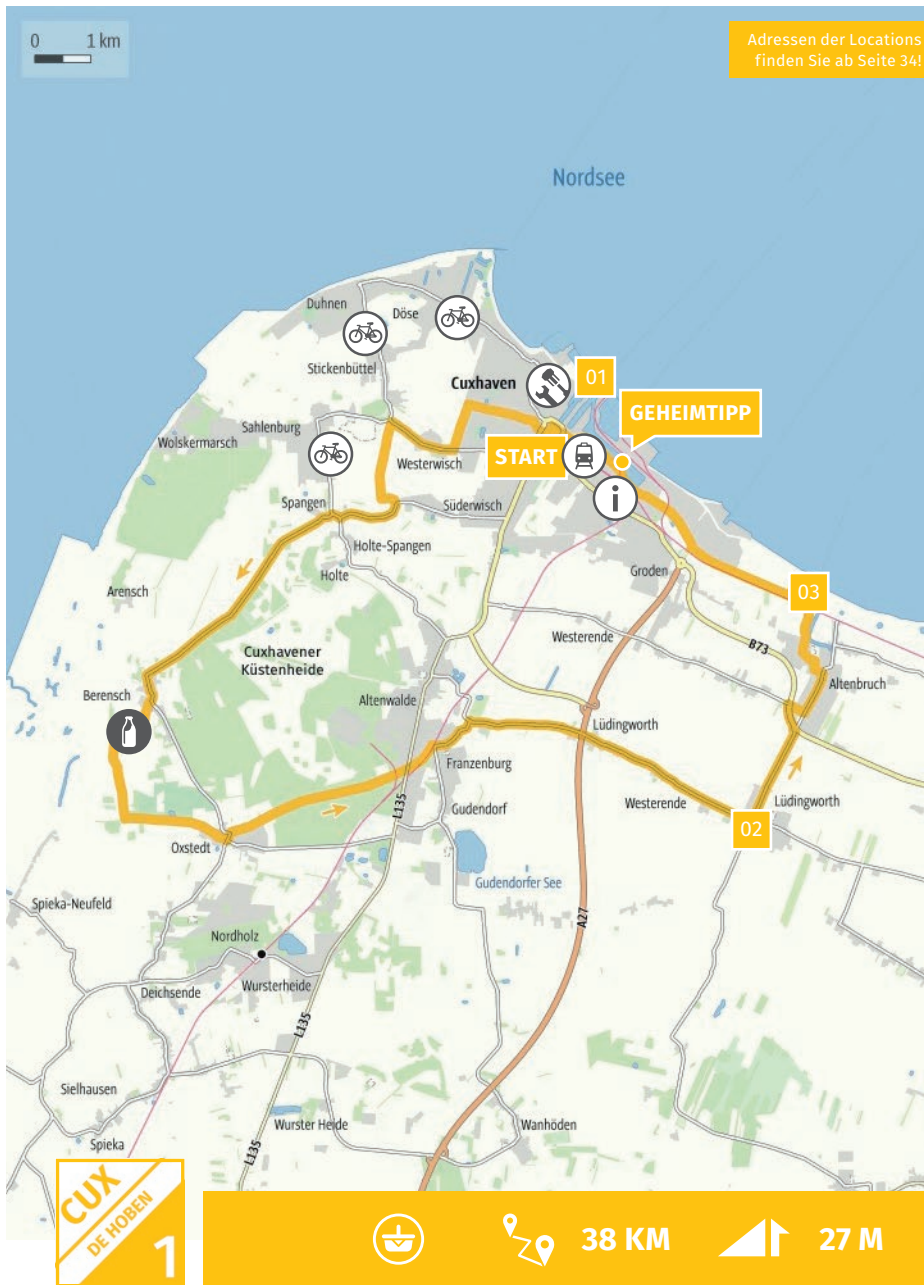 0 1 km
Adressen der Locations
finden Sie ab Seite 34!
Nordsee
Duhnen
Döse
Stickenbüttel
Cuxhaven
01
GEHEIMTIPP
Sahlenburg
Wolskermarsch
Westerwisch
START
i
Spangen
Süderwisch
Holte-Spangen
Holte
Groden
Arensch
03
Westerende
B73
Cuxhavener
Küstenheide
Altenbruch
Berensch
Altenwalde
Lüdingworth
Franzenburg
Westerende
Lüdingworth
L135
Gudendorf
02
Oxstedt
Gudendorfer See
Spieka-Neufeld
A27
Nordholz
Deichsende
Wursterheide
L135
Sielhausen
Wurster Heide
Wanhöden
Spieka
L135
CUX
DE HOBEN
1
38 KM
27 M